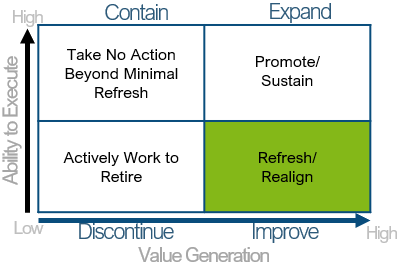 Contain
Expand
High
Take No Action
Beyond Minimal
Refresh
Promote/
Sustain
Ability to Execute
Actively Work to
Retire
Refresh/
Realign
Low
Discontinue
Improve
High
Value Generation